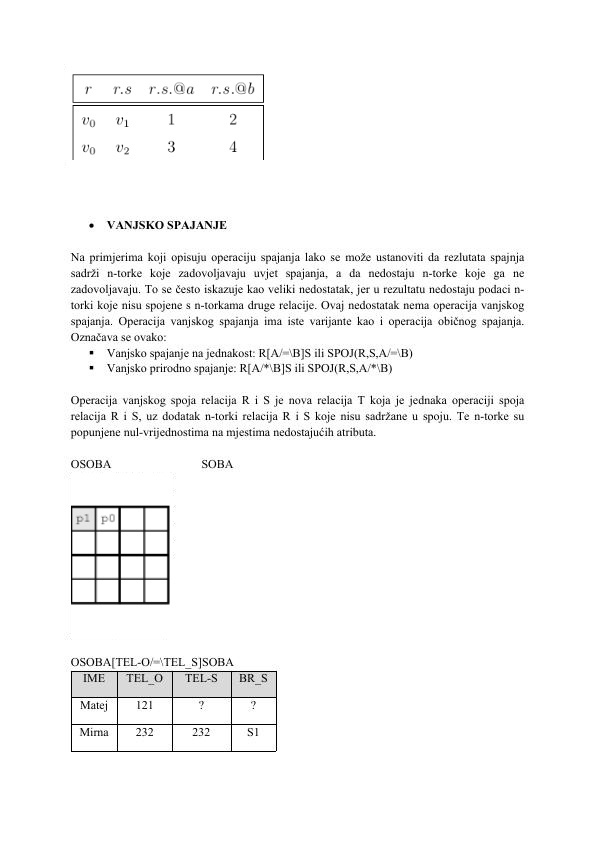 r r.s r.s.@a r.s.@b
v0 v1 1 2
v0 v2 3 4
• VANJSKO SPAJANJE
Na primjerima koji opisuju operaciju spajanja lako se može ustanoviti da rezlutata spajnja
sadrži n-torke koje zadovoljavaju uvjet spajanja, a da nedostaju n-torke koje ga ne
zadovoljavaju. To se često iskazuje kao veliki nedostatak, jer u rezultatu nedostaju podaci n-
torki koje nisu spojene s n-torkama druge relacije. Ovaj nedostatak nema operacija vanjskog
spajanja. Operacija vanjskog spajanja ima iste varijante kao i operacija običnog spajanja.
Označava se ovako:
▪ Vanjsko spajanje na jednakost: R[A/=\B]S ili SPOJ(R,S,A/=\B)
▪ Vanjsko prirodno spajanje: R[A/*\B]S ili SPOJ(R,S,A/*\B)
Operacija vanjskog spoja relacija R i S je nova relacija T koja je jednaka operaciji spoja
relacija R i S, uz dodatak n-torki relacija R i S koje nisu sadržane u spoju. Te n-torke su
popunjene nul-vrijednostima na mjestima nedostajućih atributa.
OSOBA SOBA
p1 p0
OSOBA[TEL-O/=\TEL_S]SOBA
IME TEL_O TEL-S BR_S
Matej 121 ? ?
Mirna 232 232 S1